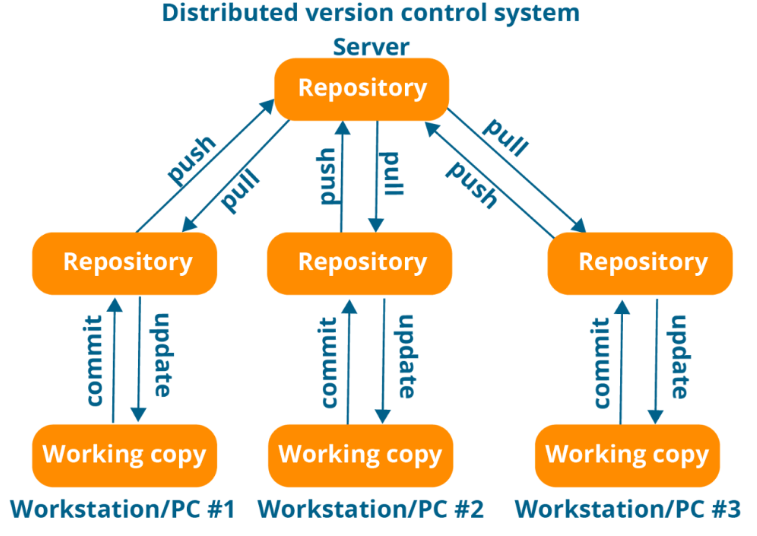 Distributed version control system
Server
Repository
push
pull
push
pull
push
pull
Repository
Repository
Repository
commit
update
commit
update
commit
update
Working copy
Working copy
Working copy
Workstation/PC #1
Workstation/PC #2
Workstation/PC #3